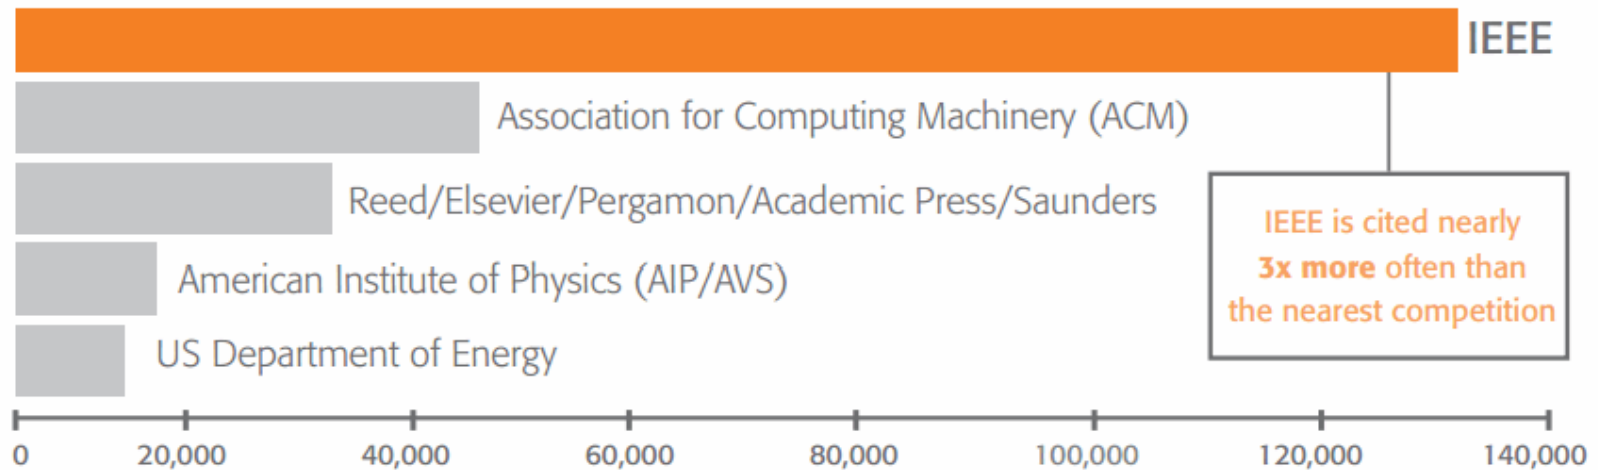 IEEE
Association for Computing Machinery (ACM)
Reed/Elsevier/Pergamon/Academic Press/Saunders
American Institute of Physics (AIP/AVS)
US Department of Energy
IEEE is cited nearly
3x more often than
the nearest competition
0 20,000 40,000 60,000 80,000 100,000 120,000 140,000